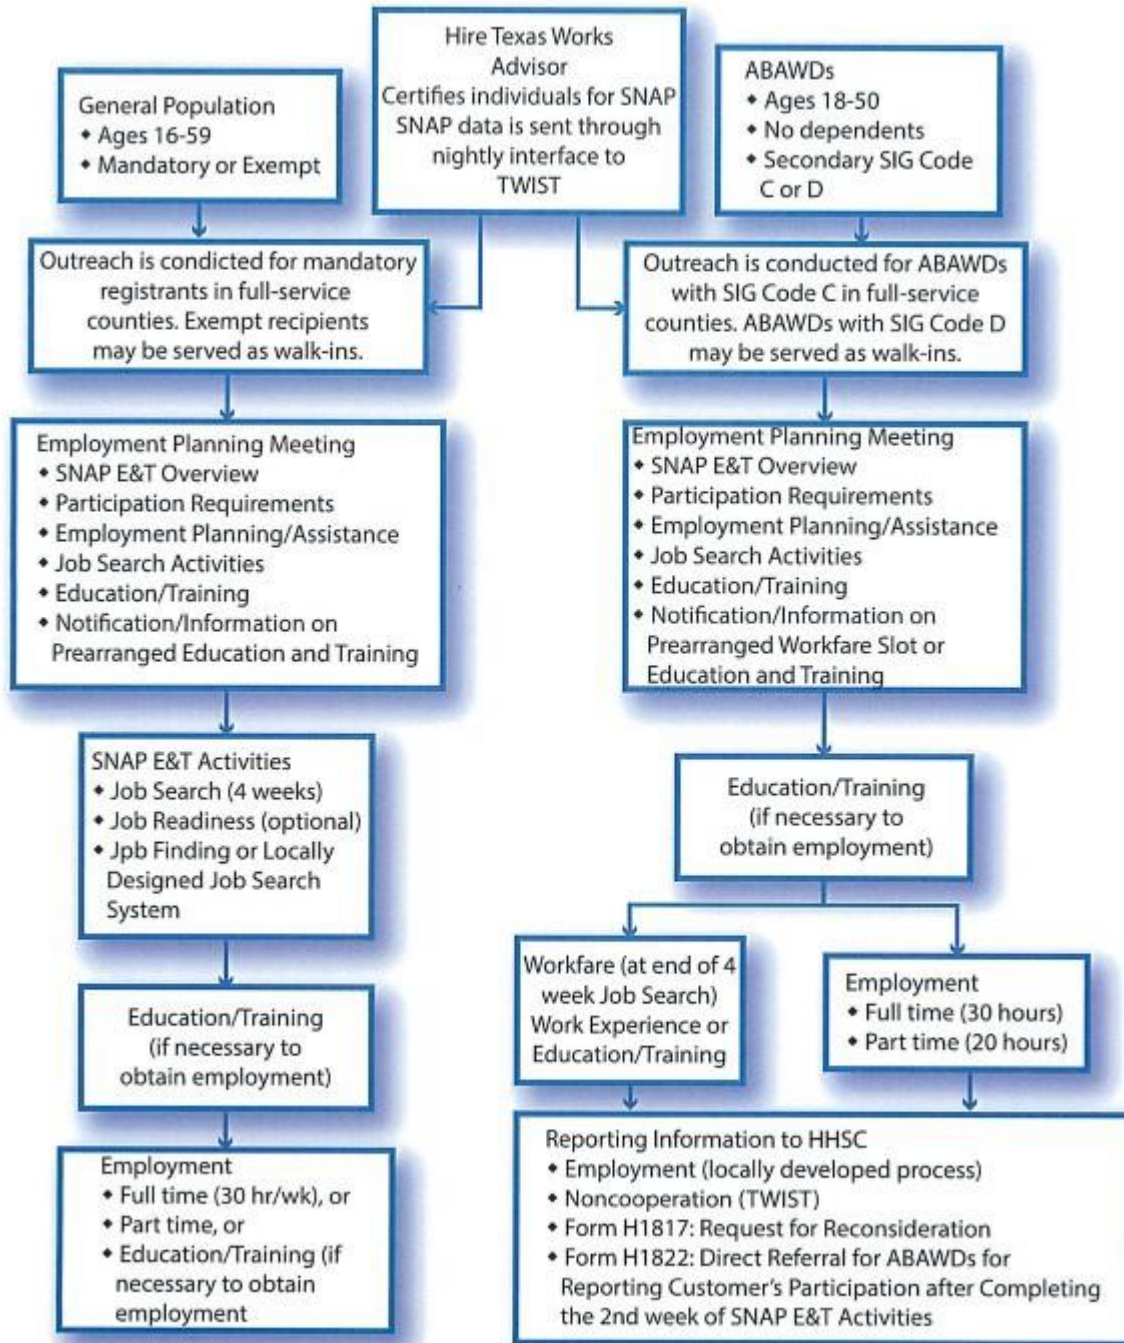 Hire Texas Works
Advisor
Certifies individuals for SNAP
SNAP data is sent through
nightly interface to
TWIST
General Population
◆ Ages 16-59
◆ Mandatory or Exempt
ABAWDs
◆ Ages 18-50
◆ No dependents
◆ Secondary SIG Code
C or D
Outreach is condicted for mandatory
registrants in full-service
counties. Exempt recipients
may be served as walk-ins.
Outreach is conducted for ABAWDs
with SIG Code C in full-service
counties. ABAWDs with SIG Code D
may be served as walk-ins.
Employment Planning Meeting
◆ SNAP E&T Overview
◆ Participation Requirements
◆ Employment Planning/Assistance
◆ Job Search Activities
◆ Education/Training
◆ Notification/Information on
Prearranged Education and Training
Employment Planning Meeting
◆ SNAP E&T Overview
◆ Participation Requirements
◆ Employment Planning/Assistance
◆ Job Search Activities
◆ Education/Training
◆ Notification/Information on
Prearranged Workfare Slot or
Education and Training
SNAP E&T Activities
◆ Job Search (4 weeks)
◆ Job Readiness (optional)
◆ Jpb Finding or Locally
Designed Job Search
System
Education/Training
(if necessary to
obtain employment)
Education/Training
(if necessary to
obtain employment)
Employment
◆ Full time (30 hr/wk), or
◆ Part time, or
◆ Education/Training (if
necessary to obtain
employment
Workfare (at end of 4
week Job Search)
Work Experience or
Education/Training
Employment
◆ Full time (30 hours)
◆ Part time (20 hours)
Reporting Information to HHSC
◆ Employment (locally developed process)
◆ Noncooperation (TWIST)
◆ Form H1817: Request for Reconsideration
◆ Form H1822: Direct Referral for ABAWDs for
Reporting Customer's Participation after Completing
the 2nd week of SNAP E&T Activities